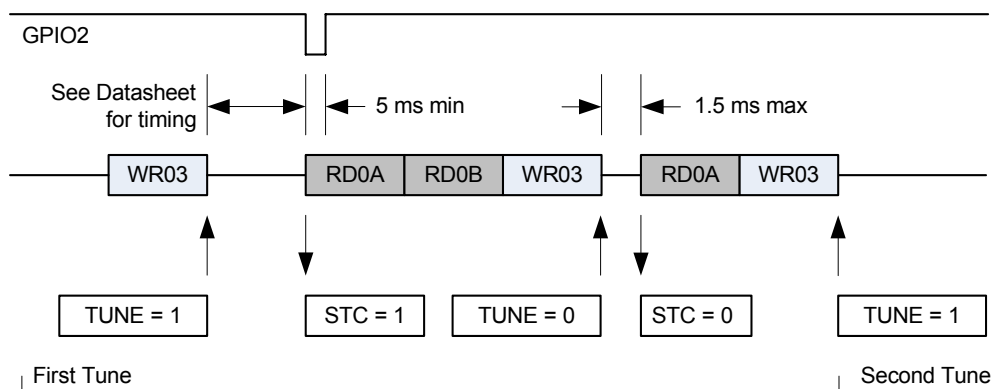 GPIO2
See Datasheet
for timing
5 ms min
1.5 ms max
WR03
RD0A
RD0B
WR03
RD0A
WR03
TUNE = 1
STC = 1
TUNE = 0
STC = 0
TUNE = 1
First Tune
Second Tune